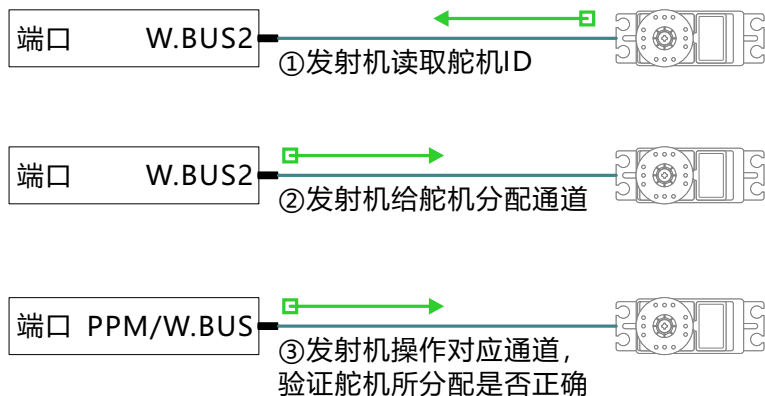 端口 W.BUS2
①发射机读取舵机ID
端口 W.BUS2
②发射机给舵机分配通道
端口 PPM/W.BUS
③发射机操作对应通道，
验证舵机所分配是否正确